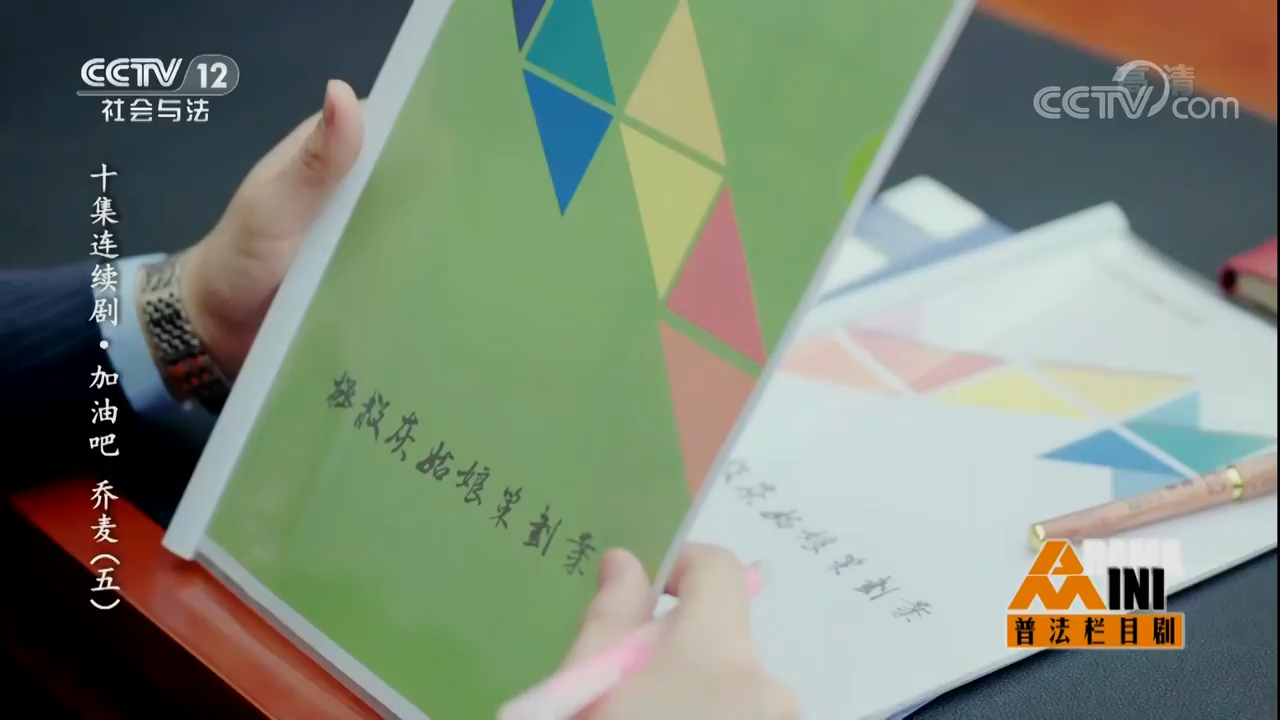 CCTV 12
社会与法
高清
CCTV.com
十集连续剧·加油吧 乔麦(五)
拯救灰姑娘策划案
灰姑娘策划案
MINI
普法栏目剧